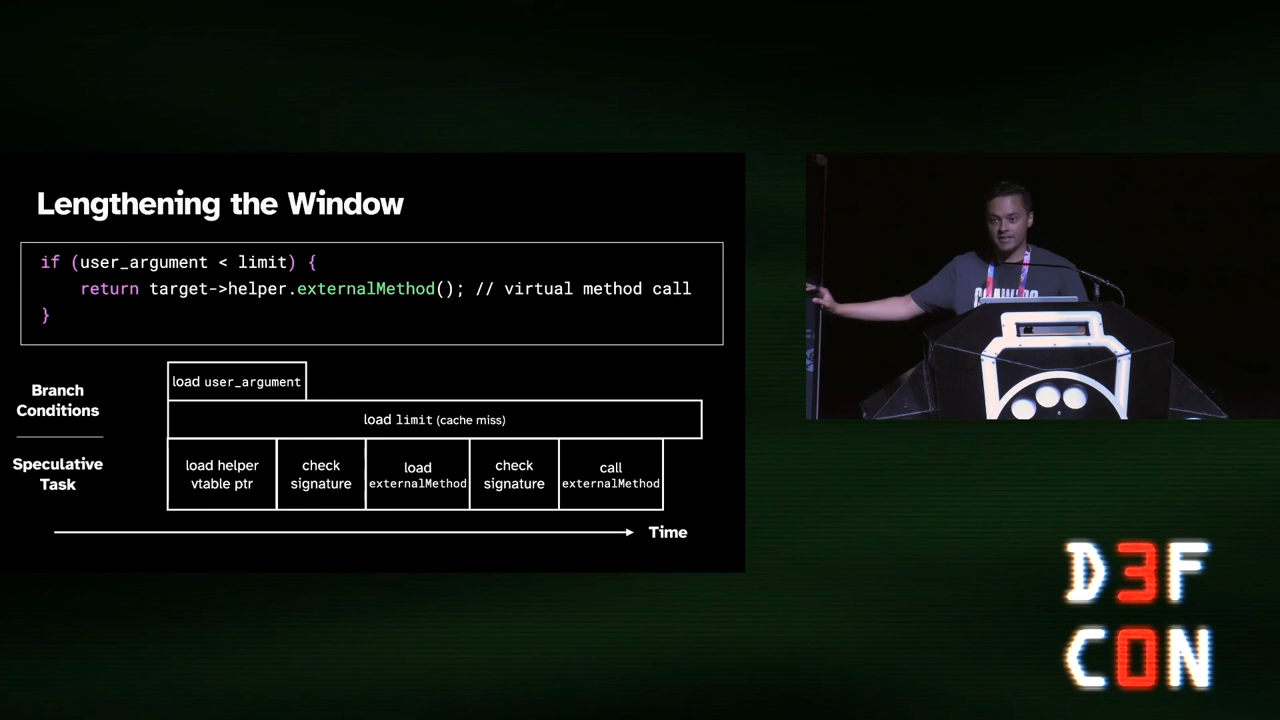 Lengthening the Window
if (user_argument < limit) {
return target->helper.externalMethod(); // virtual method call
}
Branch
Conditions
load user_argument
load limit (cache miss)
Speculative
Task
load helper
vtable ptr
check
signature
load
externalMethod
check
signature
call
externalMethod
Time
D3F
C0N